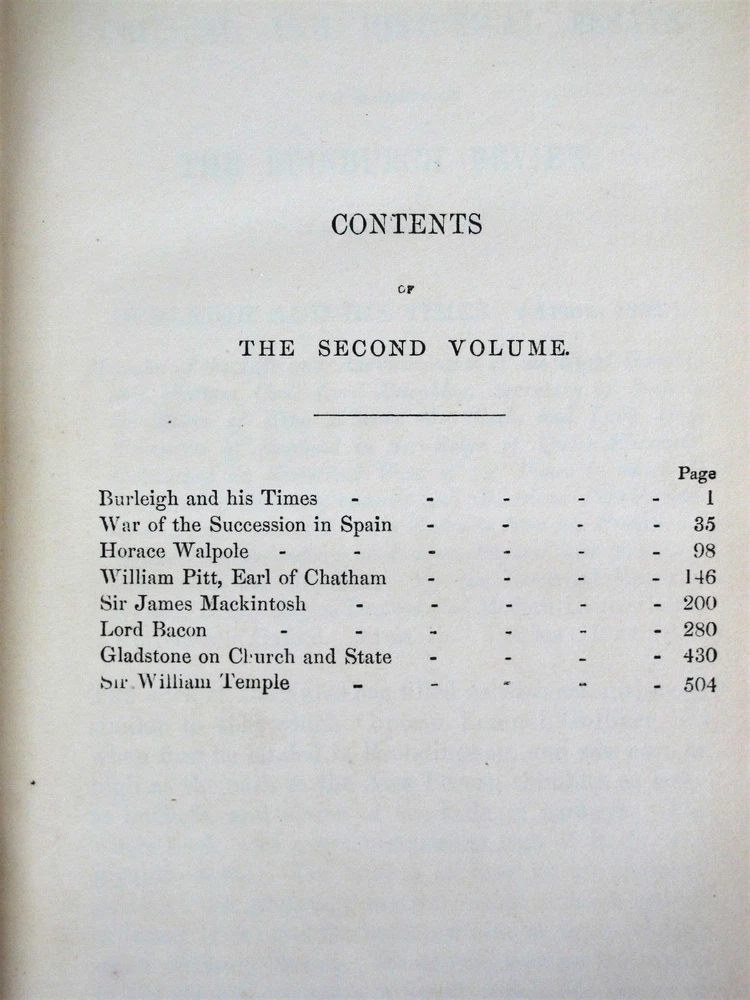 CONTENTS
OF
THE SECOND VOLUME.
Page
Burleigh and his Times - - - - - 1
War of the Succession in Spain - - - - 35
Horace Walpole - - - - - - 98
William Pitt, Earl of Chatham - - - - 146
Sir James Mackintosh - - - - - 200
Lord Bacon - - - - - - 280
Gladstone on Church and State - - - - 430
Sir William Temple - - - - - 504